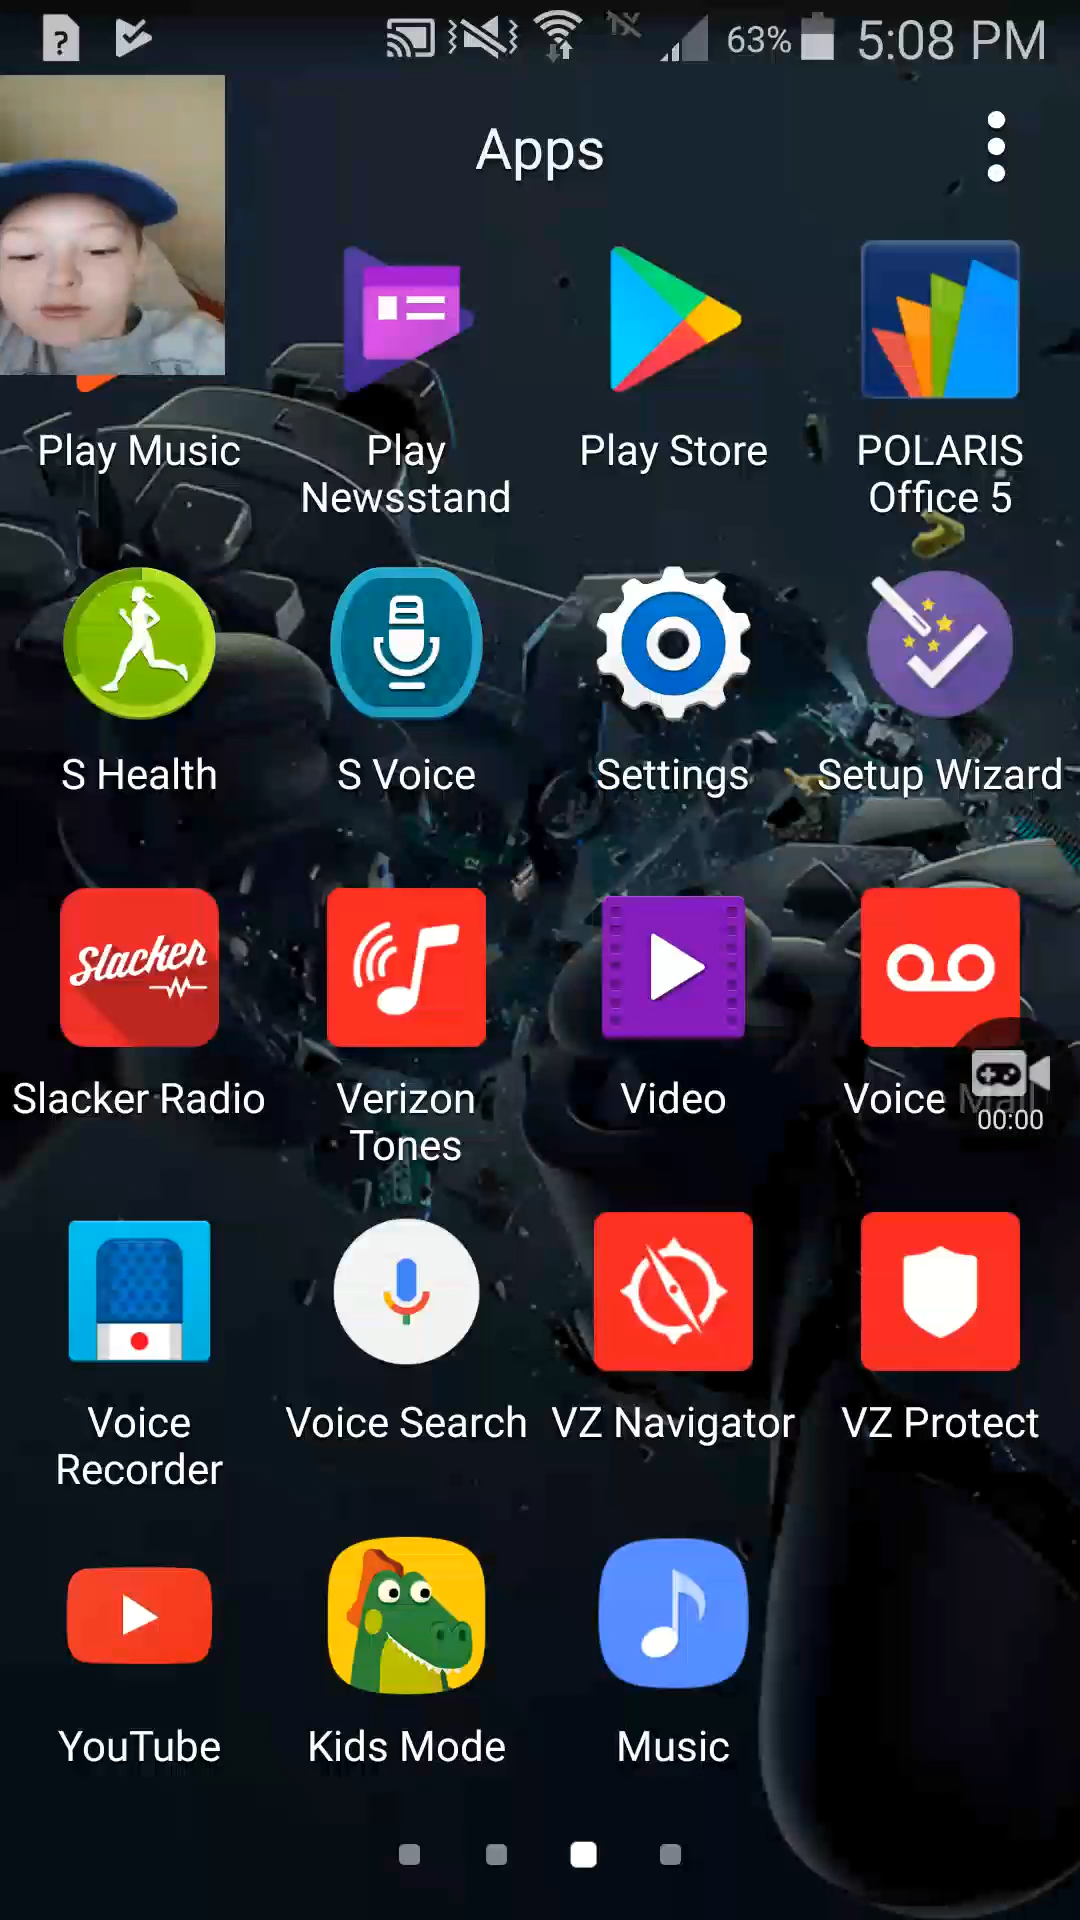 63% 5:08 PM
Apps
Play Music
Play
Newsstand
Play Store
POLARIS
Office 5
S Health
S Voice
Settings
Setup Wizard
Slacker
Slacker Radio
Verizon
Tones
Video
Voice Mail
00:00
Voice
Recorder
Voice Search
VZ Navigator
VZ Protect
YouTube
Kids Mode
Music